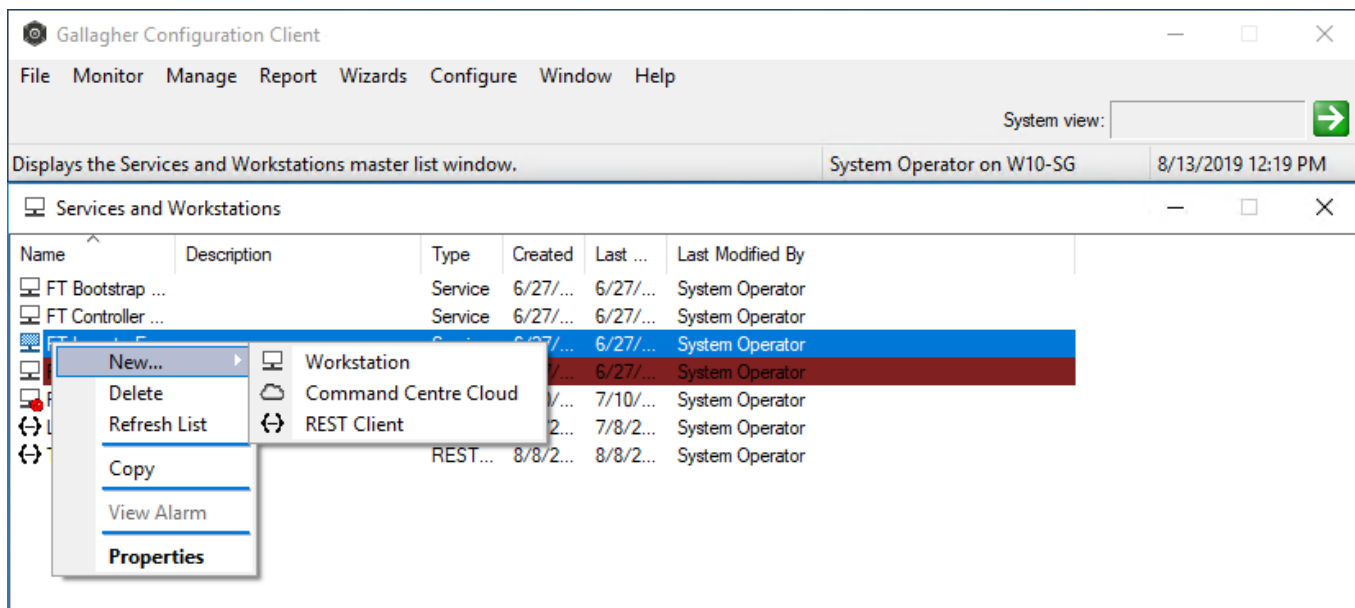 Gallagher Configuration Client
File Monitor Manage Report Wizards Configure Window Help
System view:
Displays the Services and Workstations master list window. System Operator on W10-SG 8/13/2019 12:19 PM
Services and Workstations
Name Description Type Created Last ... Last Modified By
FT Bootstrap ... Service 6/27/... 6/27/... System Operator
FT Controller ... Service 6/27/... 6/27/... System Operator
6/27/... System Operator
New... Workstation 6/27/... System Operator
Delete Command Centre Cloud 7/10/... System Operator
Refresh List REST Client 7/8/2... System Operator
REST... 8/8/2... 8/8/2... System Operator
Copy
View Alarm
Properties